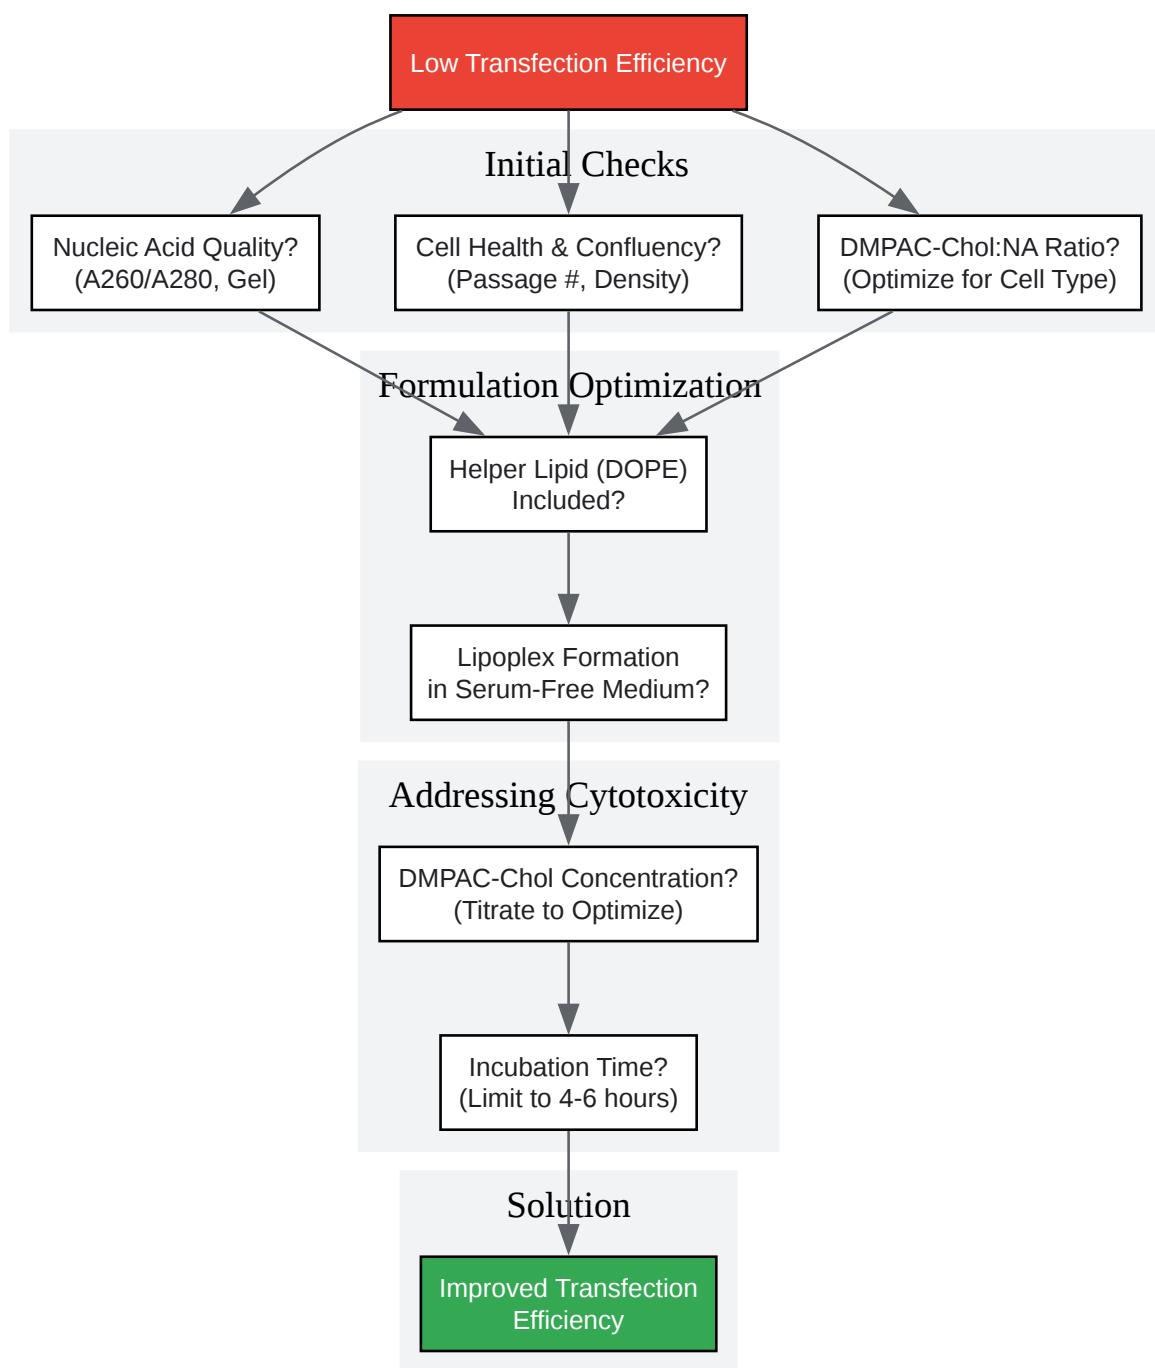 Low Transfection Efficiency
Initial Checks
Nucleic Acid Quality?
(A260/A280, Gel)
Cell Health & Confluency?
(Passage #, Density)
DMPAC-Chol:NA Ratio?
(Optimize for Cell Type)
Formulation Optimization
Helper Lipid (DOPE)
Included?
Lipoplex Formation
in Serum-Free Medium?
Addressing Cytotoxicity
DMPAC-Chol Concentration?
(Titrate to Optimize)
Incubation Time?
(Limit to 4-6 hours)
Solution
Improved Transfection
Efficiency